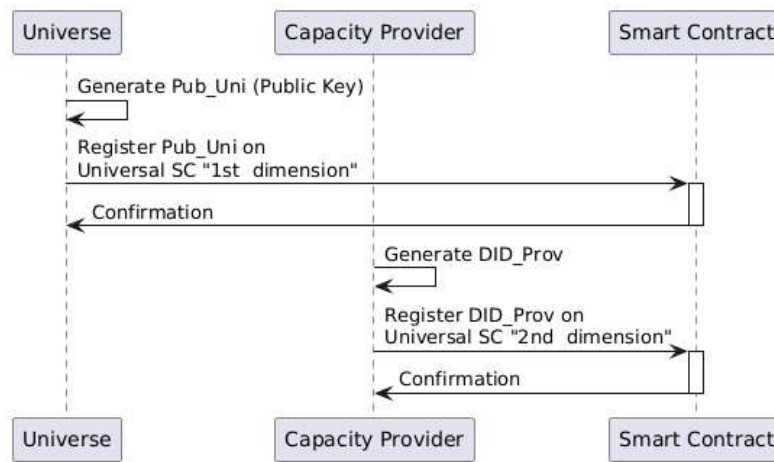 Universe
Capacity Provider
Smart Contract
Generate Pub_Uni (Public Key)
Register Pub_Uni on
Universal SC "1st dimension"
Confirmation
Generate DID_Prov
Register DID_Prov on
Universal SC "2nd dimension"
Confirmation
Universe
Capacity Provider
Smart Contract